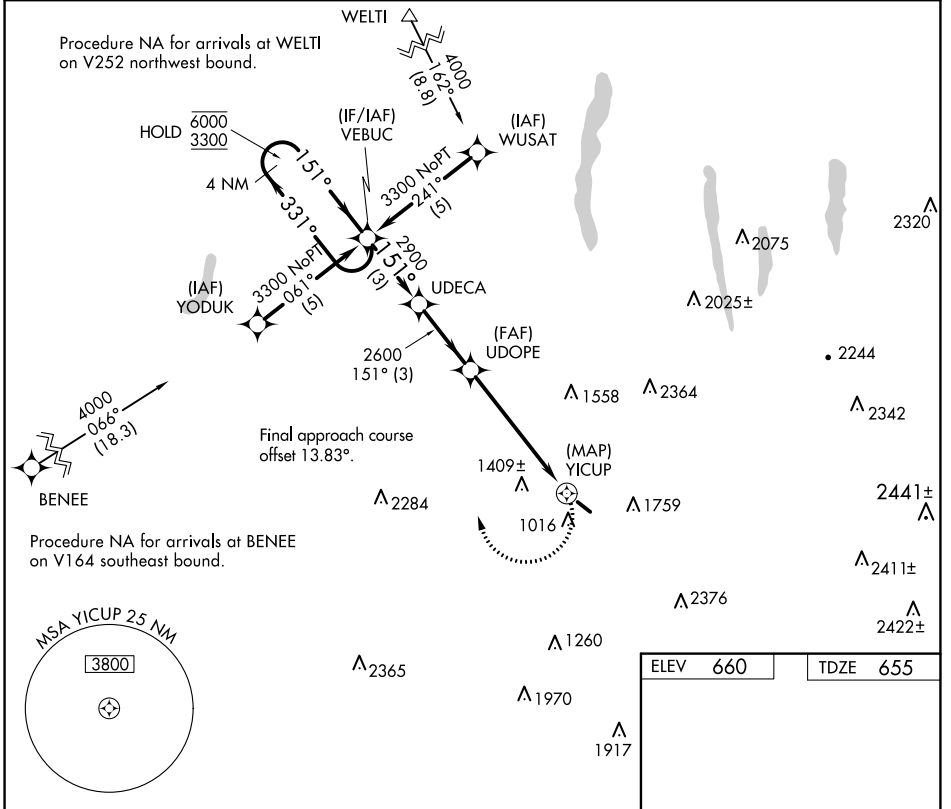 WELTI
Procedure NA for arrivals at WELTI
on V252 northwest bound.
4000
162°
(8.8)
HOLD 6000
3300
4 NM
151°
331°
(IF/IAF)
VEBUC
(IAF)
WUSAT
3300 NoPT
241°
(5)
2320
2075
2900
151°
(3)
(IAF)
YODUK
3300 NoPT
061°
(5)
UDECA
2025±
2600
151° (3)
(FAF)
UDOPE
2244
1558
2364
2342
4000
066°
(18.3)
BENEE
Final approach course
offset 13.83°.
(MAP)
YICUP
1409±
2284
1016
1759
2441±
Procedure NA for arrivals at BENEE
on V164 southeast bound.
2411±
2376
2422±
MSA YICUP 25 NM
3800
1260
2365
1970
1917
ELEV 660
TDZE 655